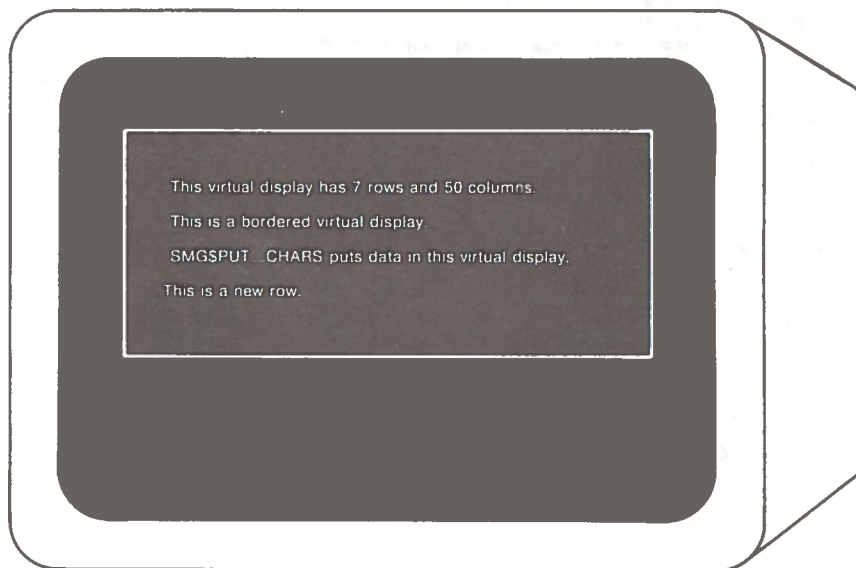 This virtual display has 7 rows and 50 columns.
This is a bordered virtual display
SMG$PUT_CHARS puts data in this virtual display.
This is a new row.